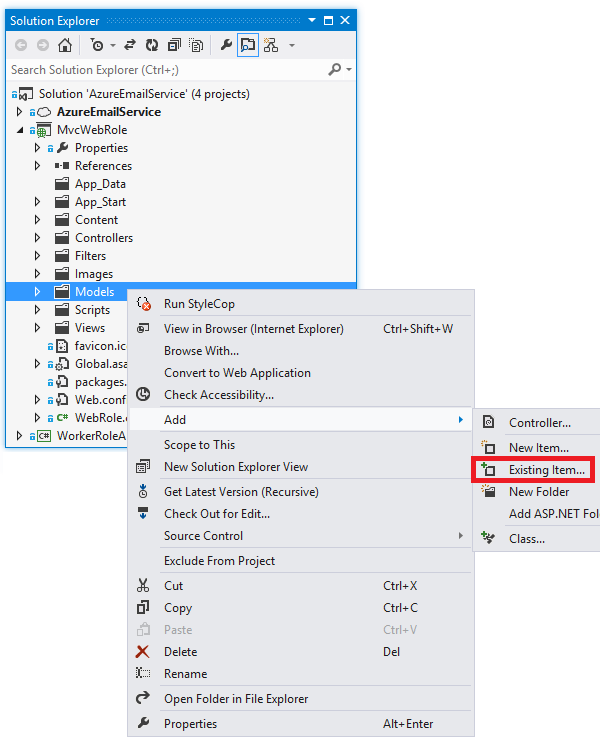 Solution Explorer
Search Solution Explorer (Ctrl+;)
Solution 'AzureEmailService' (4 projects)
AzureEmailService
MvcWebRole
Properties
References
App_Data
App_Start
Content
Controllers
Filters
Images
Models
Scripts
Views
favicon.ic
Global.asa
packages.
Web.conf
WebRole.
C# WorkerRoleA
Run StyleCop
View in Browser (Internet Explorer) Ctrl+Shift+W
Browse With...
Convert to Web Application
Check Accessibility...
Add
Scope to This
New Solution Explorer View
Get Latest Version (Recursive)
Check Out for Edit...
Source Control
Exclude From Project
Cut Ctrl+X
Copy Ctrl+C
Paste Ctrl+V
Delete Del
Rename
Open Folder in File Explorer
Properties Alt+Enter
Controller...
New Item...
Existing Item...
New Folder
Add ASP.NET Fol
Class...